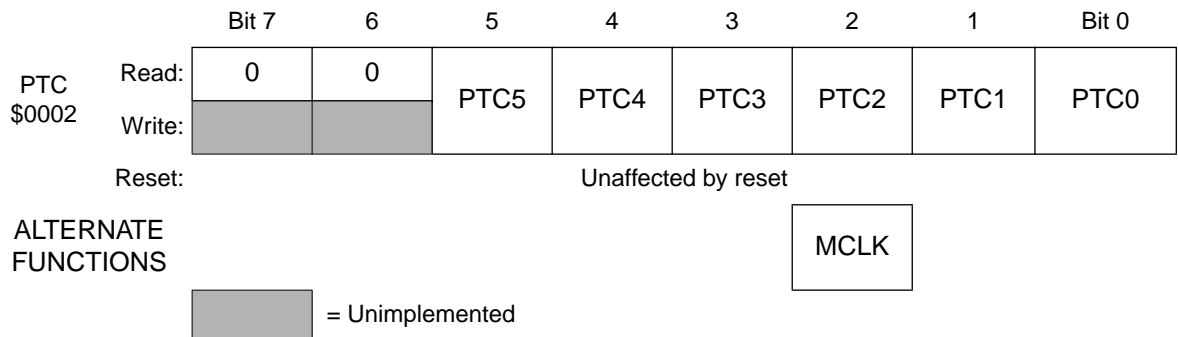 Bit 7 6 5 4 3 2 1 Bit 0
PTC
$0002
Read: 0 0 PTC5 PTC4 PTC3 PTC2 PTC1 PTC0
Write:
Reset: Unaffected by reset
ALTERNATE
FUNCTIONS
MCLK
= Unimplemented